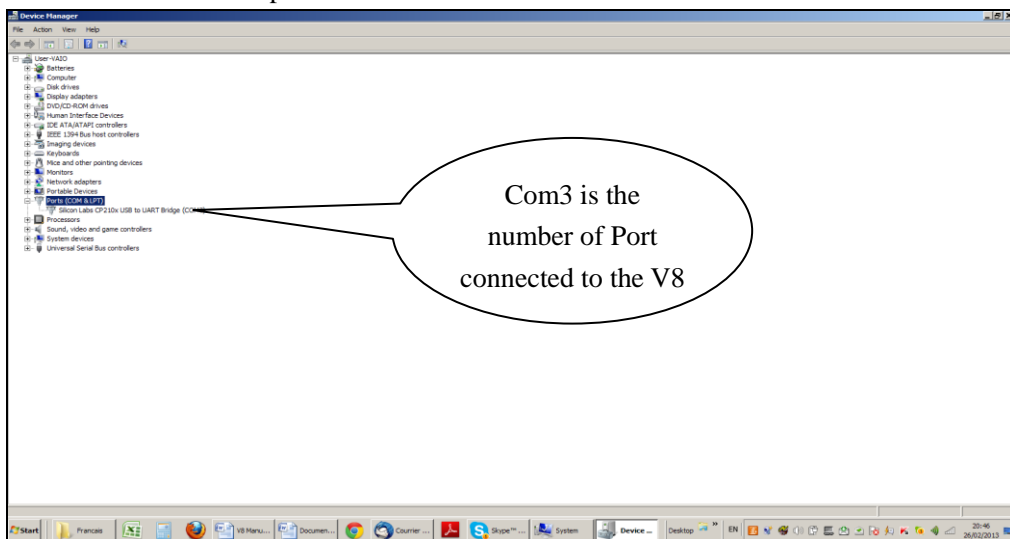 Device Manager
File Action View Help
User-VAIO
Batteries
Computer
Disk drives
Display adapters
DVD/CD-ROM drives
Human Interface Devices
IDE ATA/ATAPI controllers
IEEE 1394 Bus host controllers
Imaging devices
Keyboards
Mice and other pointing devices
Monitors
Network adapters
Portable Devices
Ports (COM & LPT)
Silicon Labs CP210x USB to UART Bridge
Processors
Sound, video and game controllers
System devices
Universal Serial Bus controllers
Com3 is the
number of Port
connected to the V8
Start Francais V8 Manu... Documen... Courrier ... Skype™ ... System Device ... Desktop » EN 20:46
26/02/2013